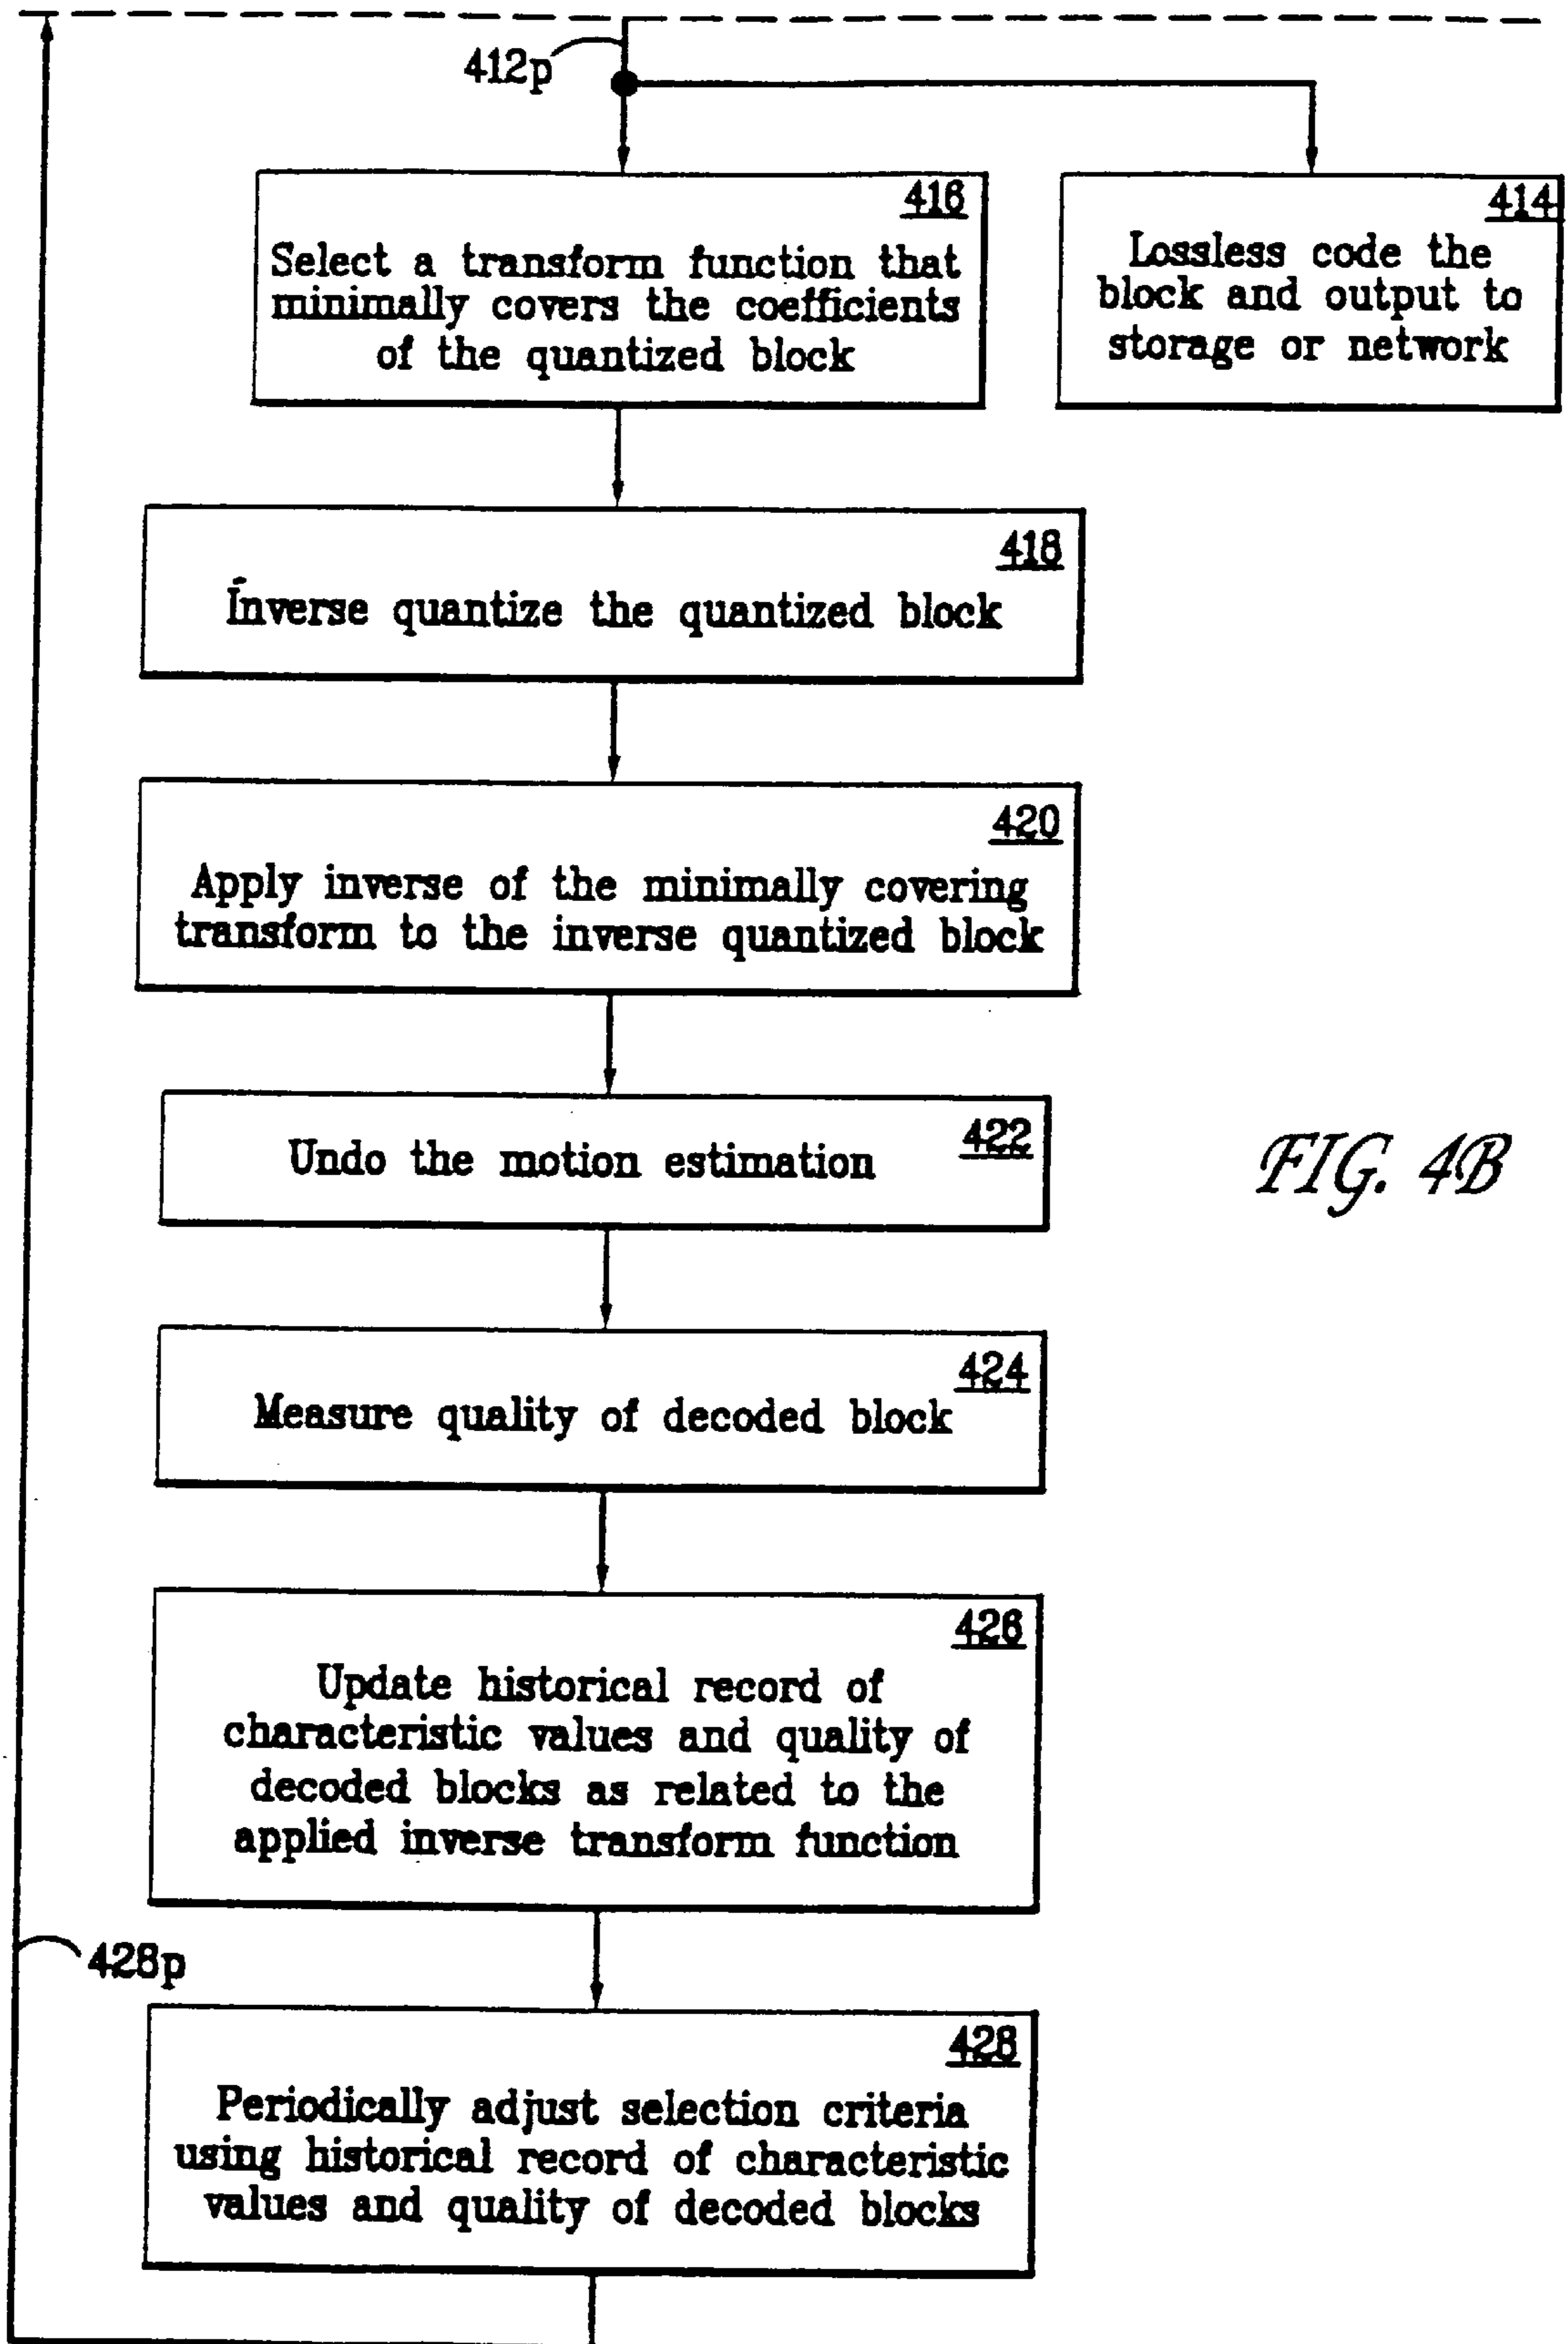 412p
416
Select a transform function that
minimally covers the coefficients
of the quantized block
414
Lossless code the
block and output to
storage or network
418
Inverse quantize the quantized block
420
Apply inverse of the minimally covering
transform to the inverse quantized block
422
Undo the motion estimation
FIG. 4B
424
Measure quality of decoded block
426
Update historical record of
characteristic values and quality of
decoded blocks as related to the
applied inverse transform function
428p
428
Periodically adjust selection criteria
using historical record of characteristic
values and quality of decoded blocks